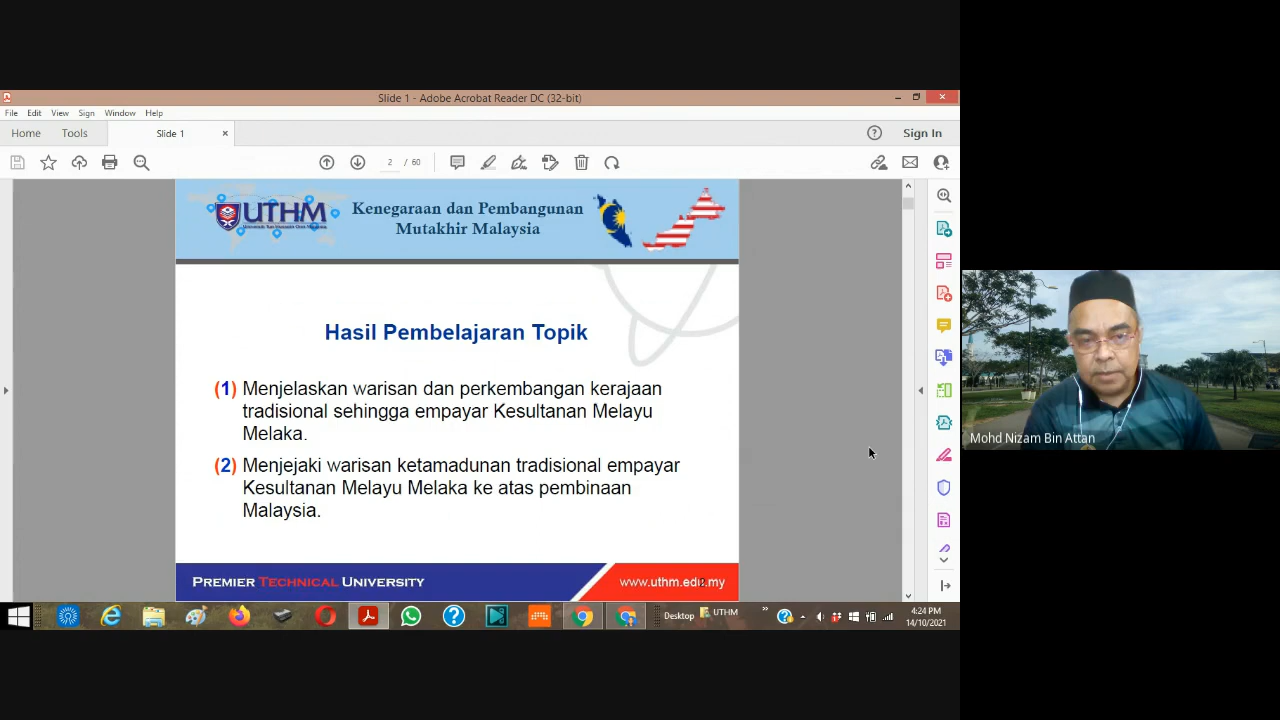 Slide 1 - Adobe Acrobat Reader DC (32-bit)
File Edit View Sign Window Help
Home Tools Slide 1 Sign In
2 / 60
UTHM
Kenegaraan dan Pembangunan
Mutakhir Malaysia
Hasil Pembelajaran Topik
(1) Menjelaskan warisan dan perkembangan kerajaan
tradisional sehingga empayar Kesultanan Melayu
Melaka.
(2) Menjejaki warisan ketamadunan tradisional empayar
Kesultanan Melayu Melaka ke atas pembinaan
Malaysia.
PREMIER TECHNICAL UNIVERSITY
www.uthm.edu.my
2
Mohd Nizam Bin Attan
Desktop UTHM
4:24 PM
14/10/2021